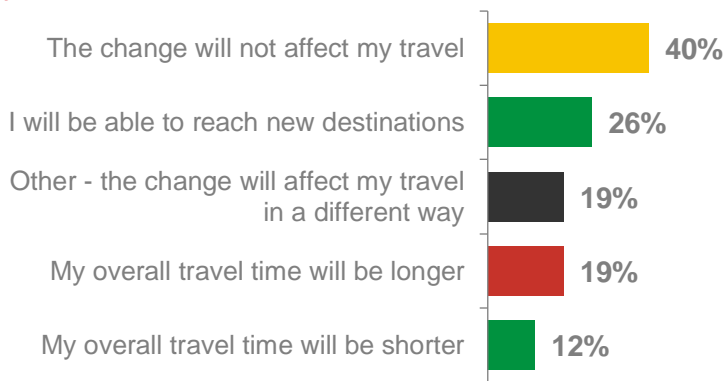 The change will not affect my travel 40%
I will be able to reach new destinations 26%
Other - the change will affect my travel
in a different way 19%
My overall travel time will be longer 19%
My overall travel time will be shorter 12%